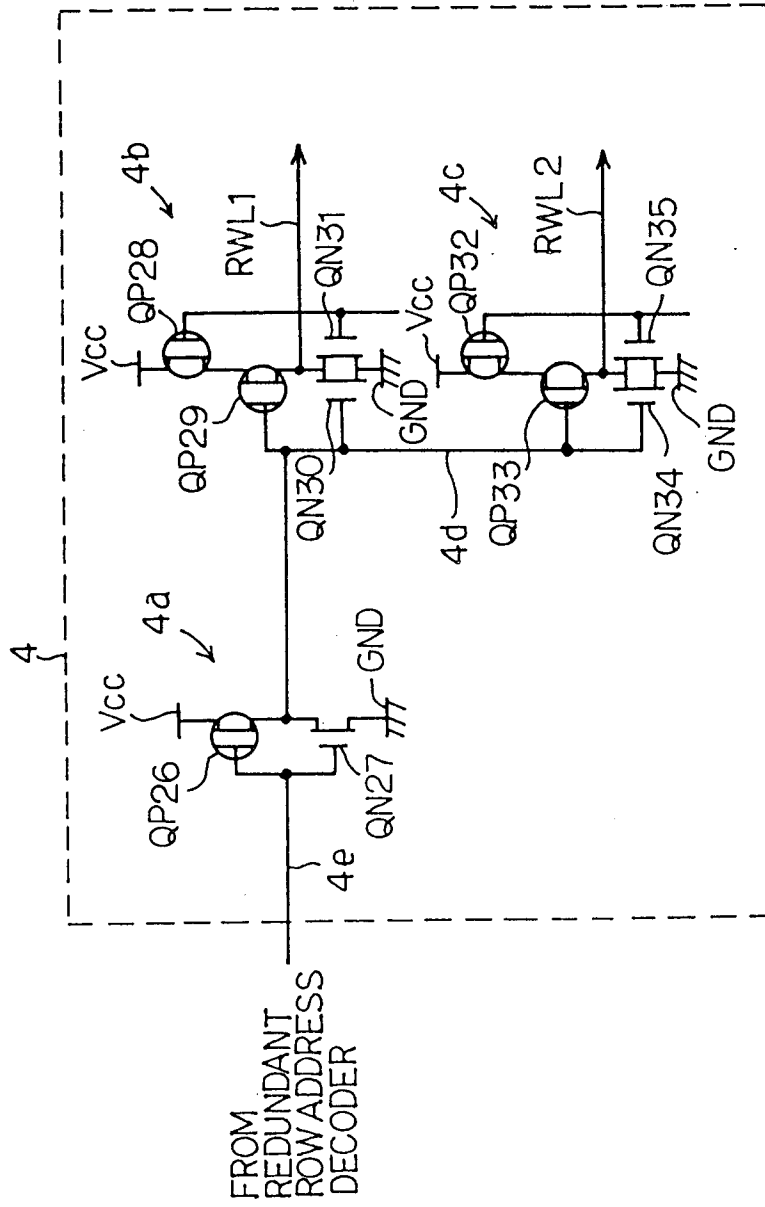 4
Vcc
4a
QP26
GND
QN27
4e
FROM
REDUNDANT
ROW ADDRESS
DECODER
Vcc
QP28
4b
QP29
RWL1
QN31
QN30
GND
Vcc
QP32
4c
4d
QP33
RWL2
QN35
QN34
GND